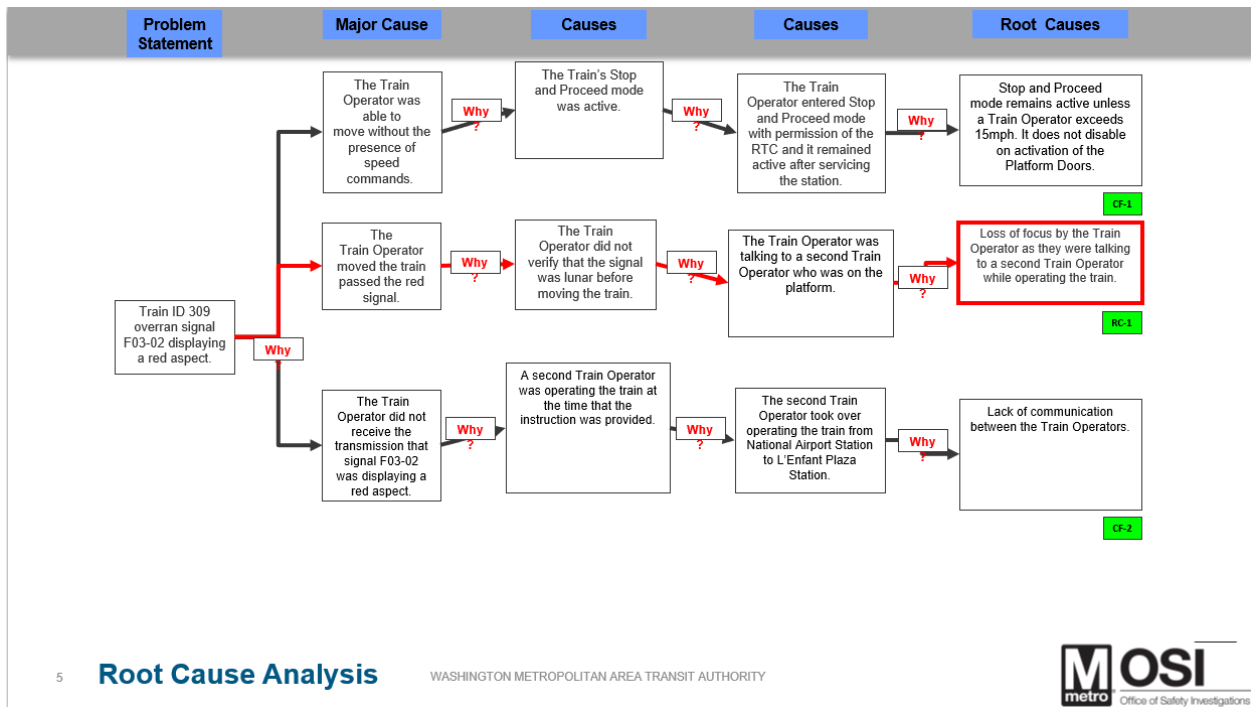 Problem
Statement
Major Cause
Causes
Causes
Root Causes
The Train
Operator was
able to
move without the
presence of
speed
commands.
Why
?
The Train's Stop
and Proceed mode
was active.
Why
?
The Train
Operator entered Stop
and Proceed mode
with permission of the
RTC and it remained
active after servicing
the station.
Why
?
Stop and Proceed
mode remains active unless
a Train Operator exceeds
15mph. It does not disable
on activation of the
Platform Doors.
CF-1
The
Train Operator
moved the train
passed the red
signal.
Why
?
The Train
Operator did not
verify that the signal
was lunar before
moving the train.
Why
?
The Train Operator was
talking to a second Train
Operator who was on the
platform.
Why
?
Loss of focus by the Train
Operator as they were talking
to a second Train Operator
while operating the train.
RC-1
Train ID 309
overran signal
F03-02 displaying
a red aspect.
Why
?
The Train
Operator did not
receive the
transmission that
signal F03-02
was displaying a
red aspect.
Why
?
A second Train Operator
was operating the train at
the time that the
instruction was provided.
Why
?
The second Train
Operator took over
operating the train from
National Airport Station
to L'Enfant Plaza
Station.
Why
?
Lack of communication
between the Train Operators.
CF-2
5
Root Cause Analysis
WASHINGTON METROPOLITAN AREA TRANSIT AUTHORITY
M
metro
OSI
Office of Safety Investigations